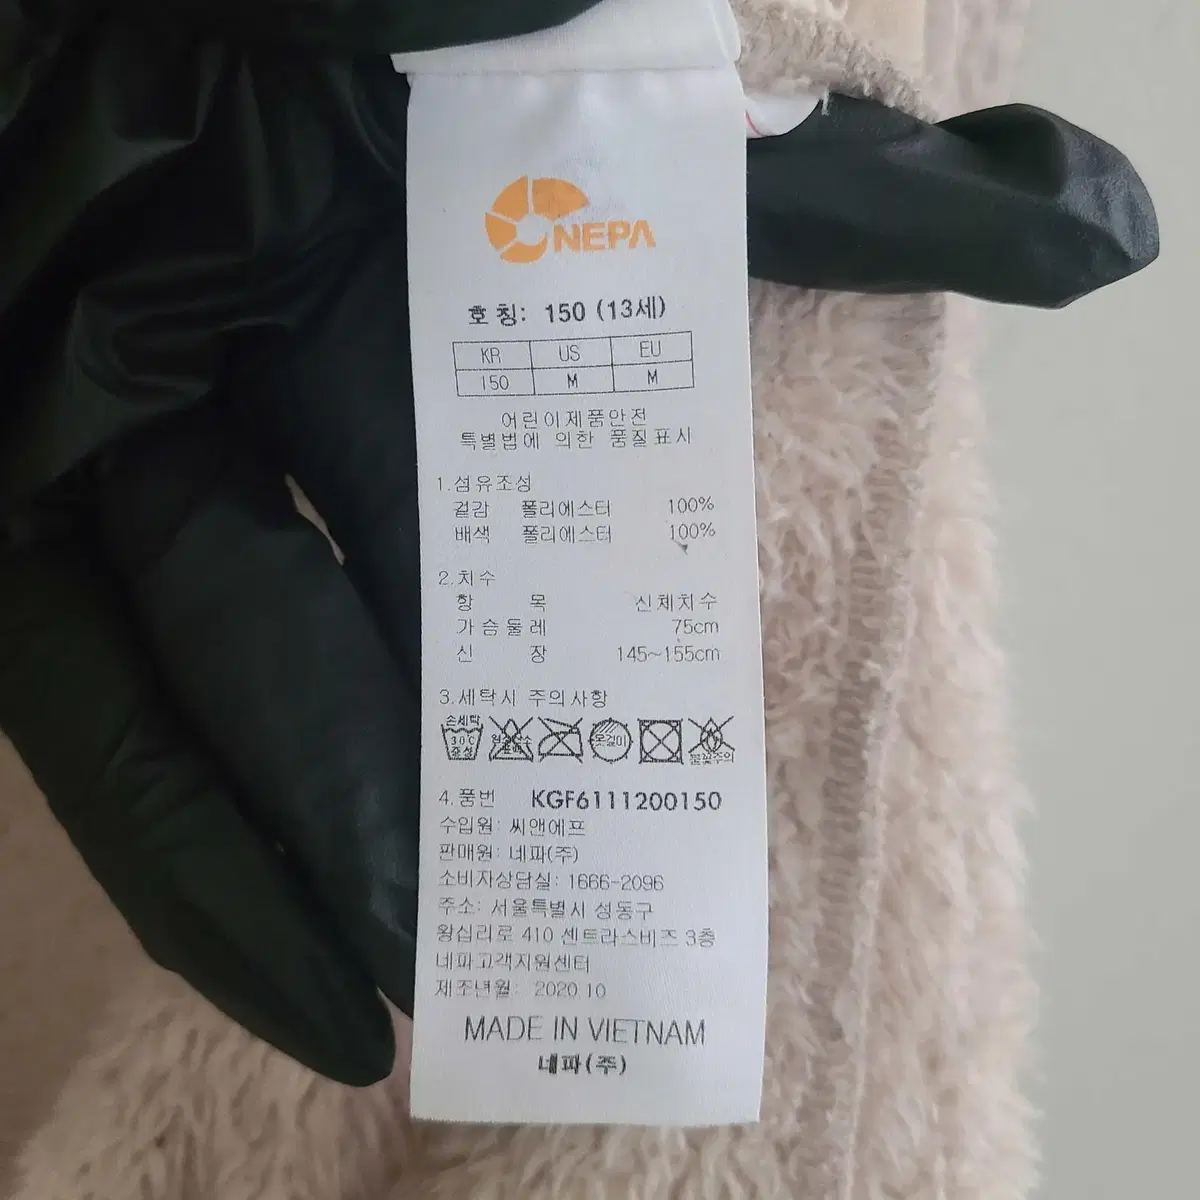 NEPA
호칭: 150 (13세)
KR US EU
150 M M
어린이제품안전
특별법에 의한 품질표시
1.섬유조성
겉감 폴리에스터 100%
배색 폴리에스터 100%
2.치수
항 목 신체치수
가슴둘레 75cm
신 장 145~155cm
3.세탁시 주의사항
손세탁
30℃
중성
옷걸이
불꽃주의
4.품번 KGF6111200150
수입원: 씨앤에프
판매원: 네파(주)
소비자상담실: 1666-2096
주소: 서울특별시 성동구
왕십리로 410 센트라스비즈 3층
네파고객지원센터
제조년월: 2020.10
MADE IN VIETNAM
네파(주)